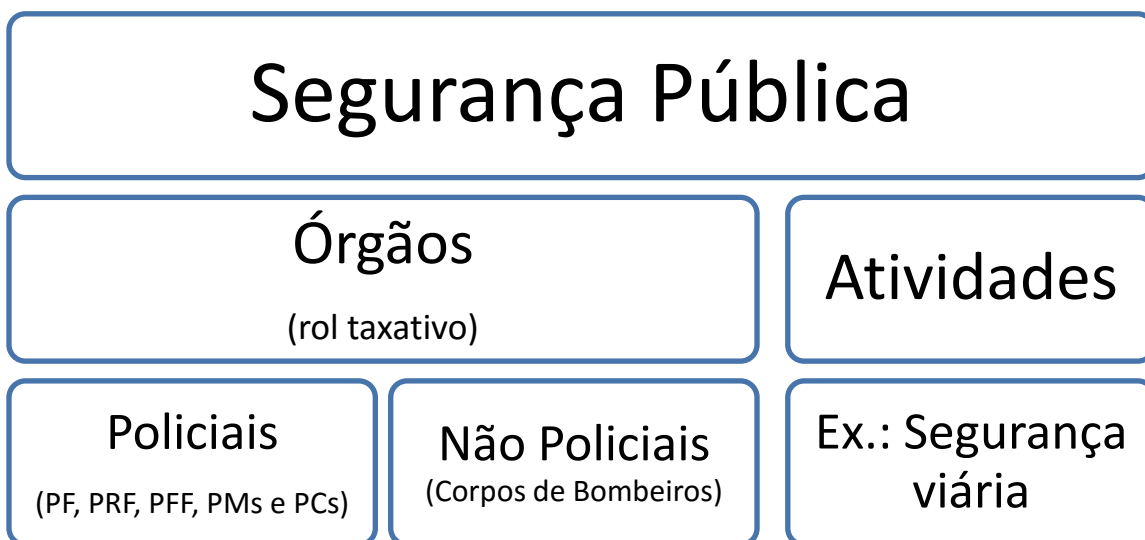 Segurança Pública
Órgãos
(rol taxativo)
Atividades
Policiais
(PF, PRF, PFF, PMs e PCs)
Não Policiais
(Corpos de Bombeiros)
Ex.: Segurança
viária